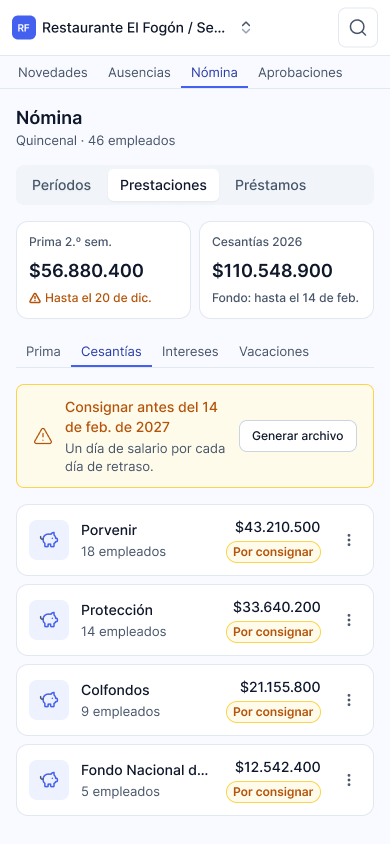 RF Restaurante El Fogón / Se...
Novedades Ausencias Nómina Aprobaciones
Nómina
Quincenal · 46 empleados
Períodos Prestaciones Préstamos
Prima 2.º sem.
$56.880.400
Hasta el 20 de dic.
Cesantías 2026
$110.548.900
Fondo: hasta el 14 de feb.
Prima Cesantías Intereses Vacaciones
Consignar antes del 14
de feb. de 2027
Un día de salario por cada
día de retraso.
Generar archivo
Porvenir
18 empleados
$43.210.500
Por consignar
Protección
14 empleados
$33.640.200
Por consignar
Colfondos
9 empleados
$21.155.800
Por consignar
Fondo Nacional d...
5 empleados
$12.542.400
Por consignar